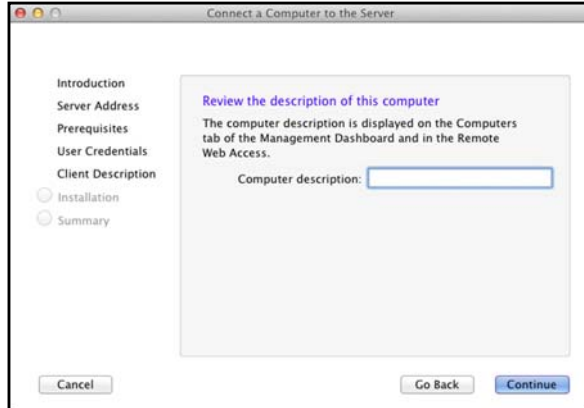 Connect a Computer to the Server
Introduction
Server Address
Prerequisites
User Credentials
Client Description
Installation
Summary
Review the description of this computer
The computer description is displayed on the Computers
tab of the Management Dashboard and in the Remote
Web Access.
Computer description:
Cancel
Go Back
Continue